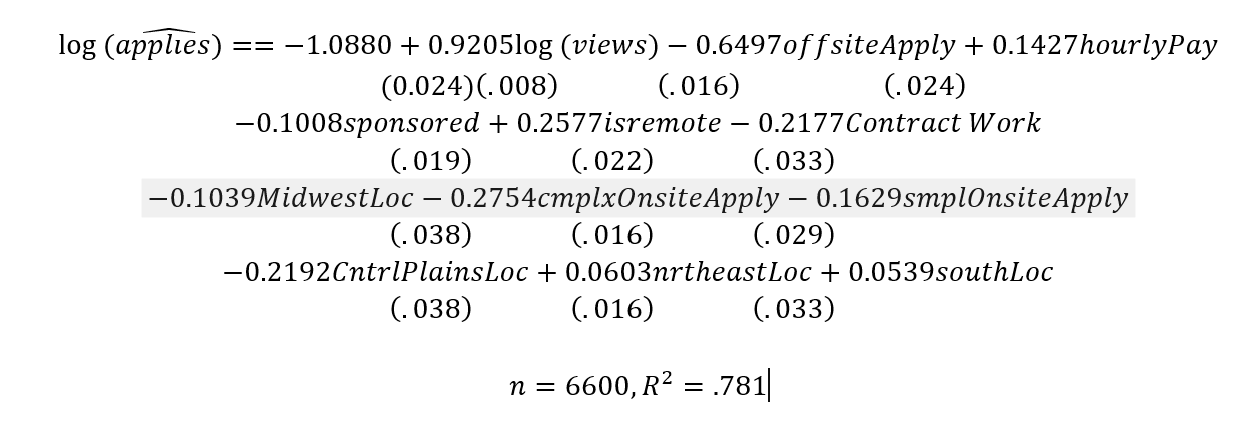 log (applies)^ == −1.0880 + 0.9205log (views) − 0.6497offsiteApply + 0.1427hourlyPay
(0.024)(.008) (.016) (.024)
−0.1008sponsored + 0.2577isremote − 0.2177Contract Work
(.019) (.022) (.033)
−0.1039MidwestLoc − 0.2754cmplxOnsiteApply − 0.1629smplOnsiteApply
(.038) (.016) (.029)
−0.2192CntrlPlainsLoc + 0.0603nrtheastLoc + 0.0539southLoc
(.038) (.016) (.033)
n = 6600, R² = .781